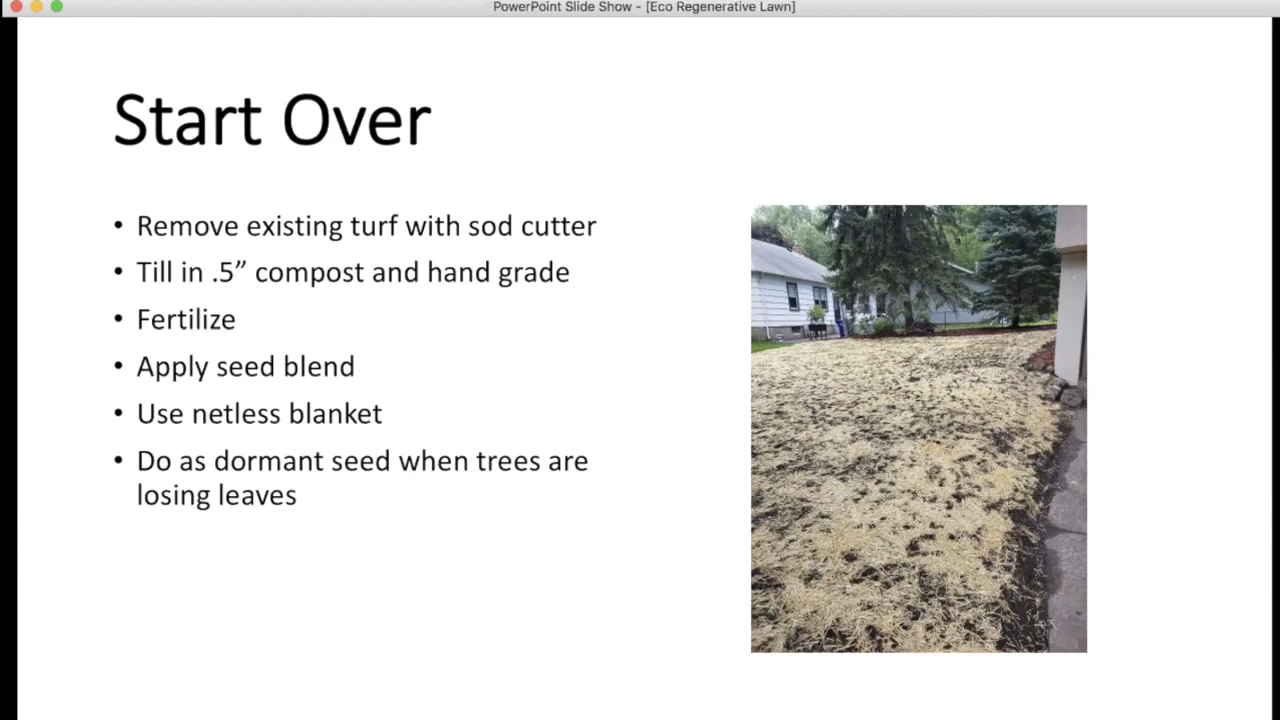 PowerPoint Slide Show - [Eco Regenerative Lawn]
Start Over
• Remove existing turf with sod cutter
• Till in .5” compost and hand grade
• Fertilize
• Apply seed blend
• Use netless blanket
• Do as dormant seed when trees are
losing leaves